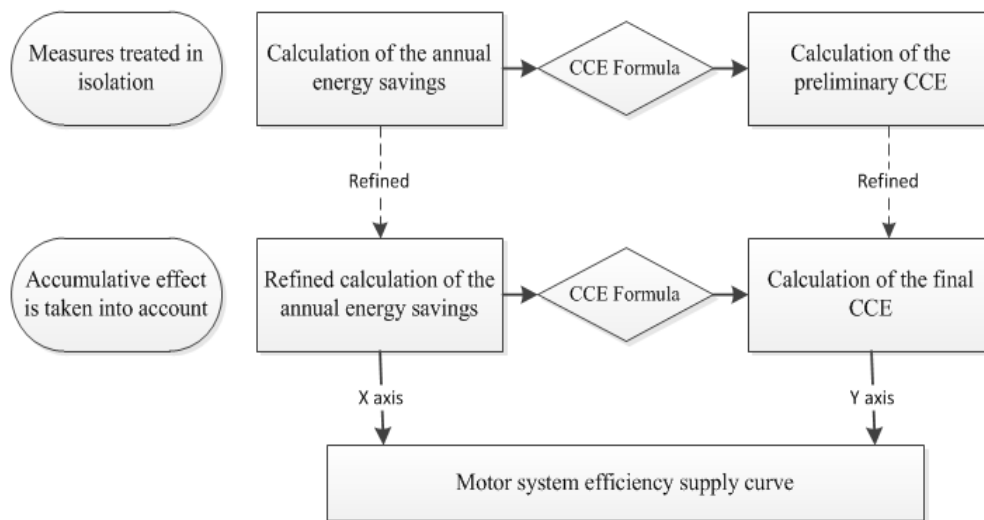 Measures treated in
isolation
Calculation of the annual
energy savings
CCE Formula
Calculation of the
preliminary CCE
Refined
Refined
Accumulative effect
is taken into account
Refined calculation of the
annual energy savings
CCE Formula
Calculation of the final
CCE
X axis
Y axis
Motor system efficiency supply curve